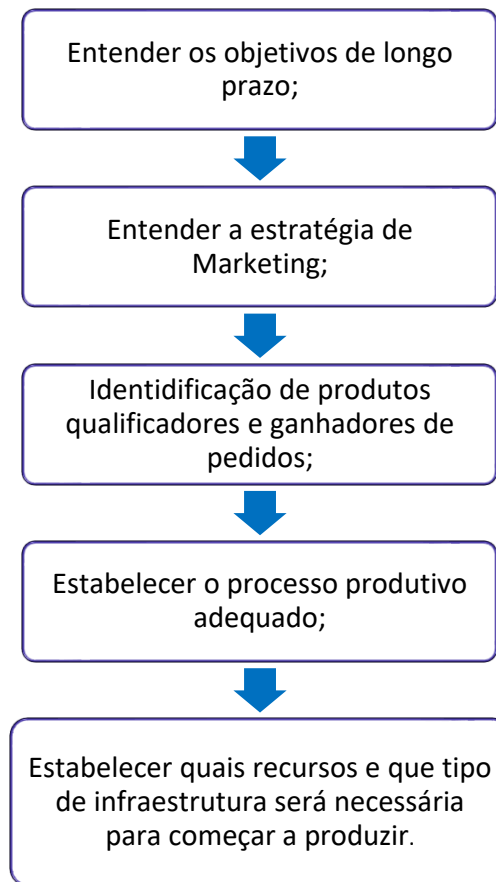 Entender os objetivos de longo
prazo;
Entender a estratégia de
Marketing;
Identidificação de produtos
qualificadores e ganhadores de
pedidos;
Estabelecer o processo produtivo
adequado;
Estabelecer quais recursos e que tipo
de infraestrutura será necessária
para começar a produzir.